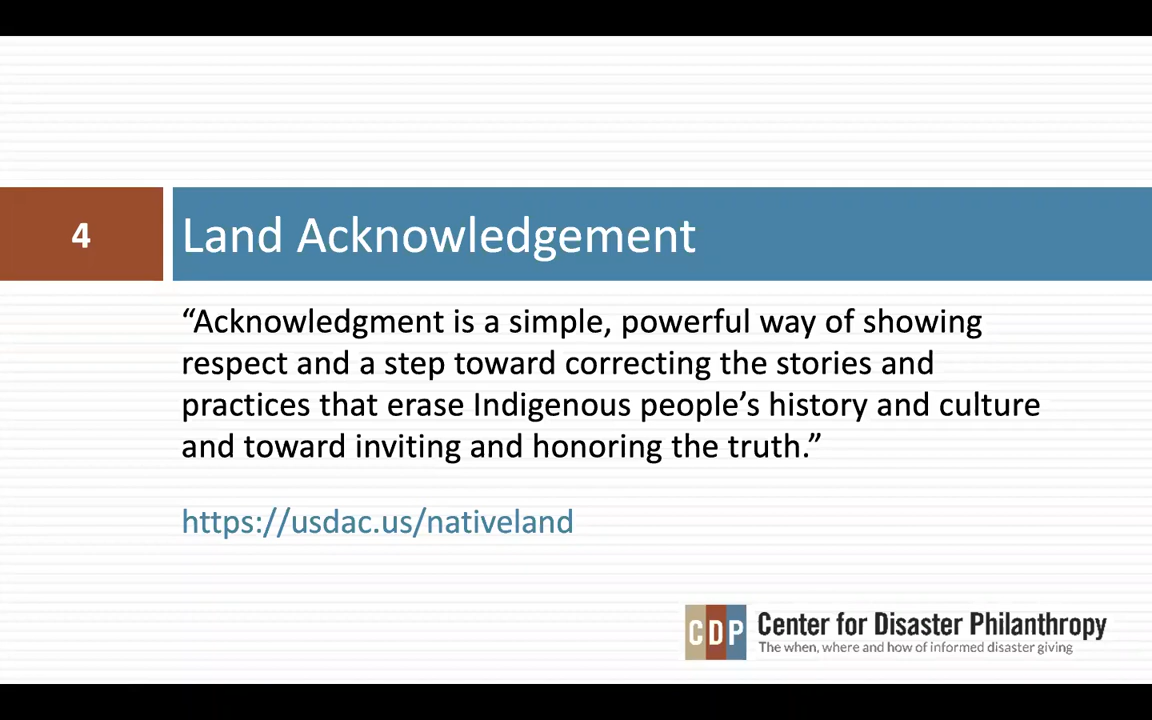 4
Land Acknowledgement
“Acknowledgment is a simple, powerful way of showing
respect and a step toward correcting the stories and
practices that erase Indigenous people’s history and culture
and toward inviting and honoring the truth.”
https://usdac.us/nativeland
CDP
Center for Disaster Philanthropy
The when, where and how of informed disaster giving